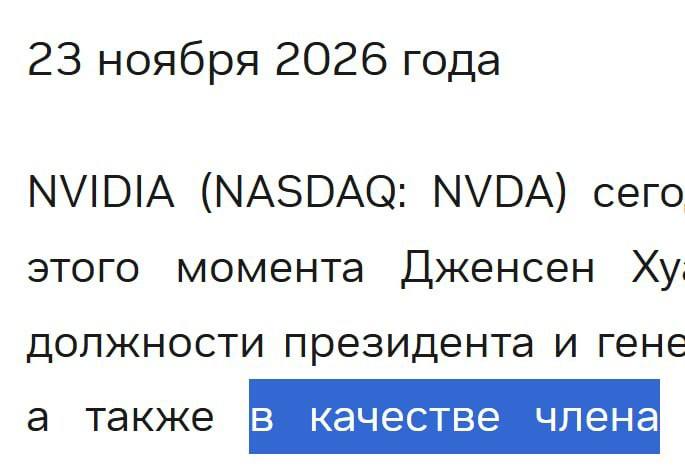 23 ноября 2026 года
NVIDIA (NASDAQ: NVDA)
этого момента Дженсен
должности президента и
а также в качестве члена